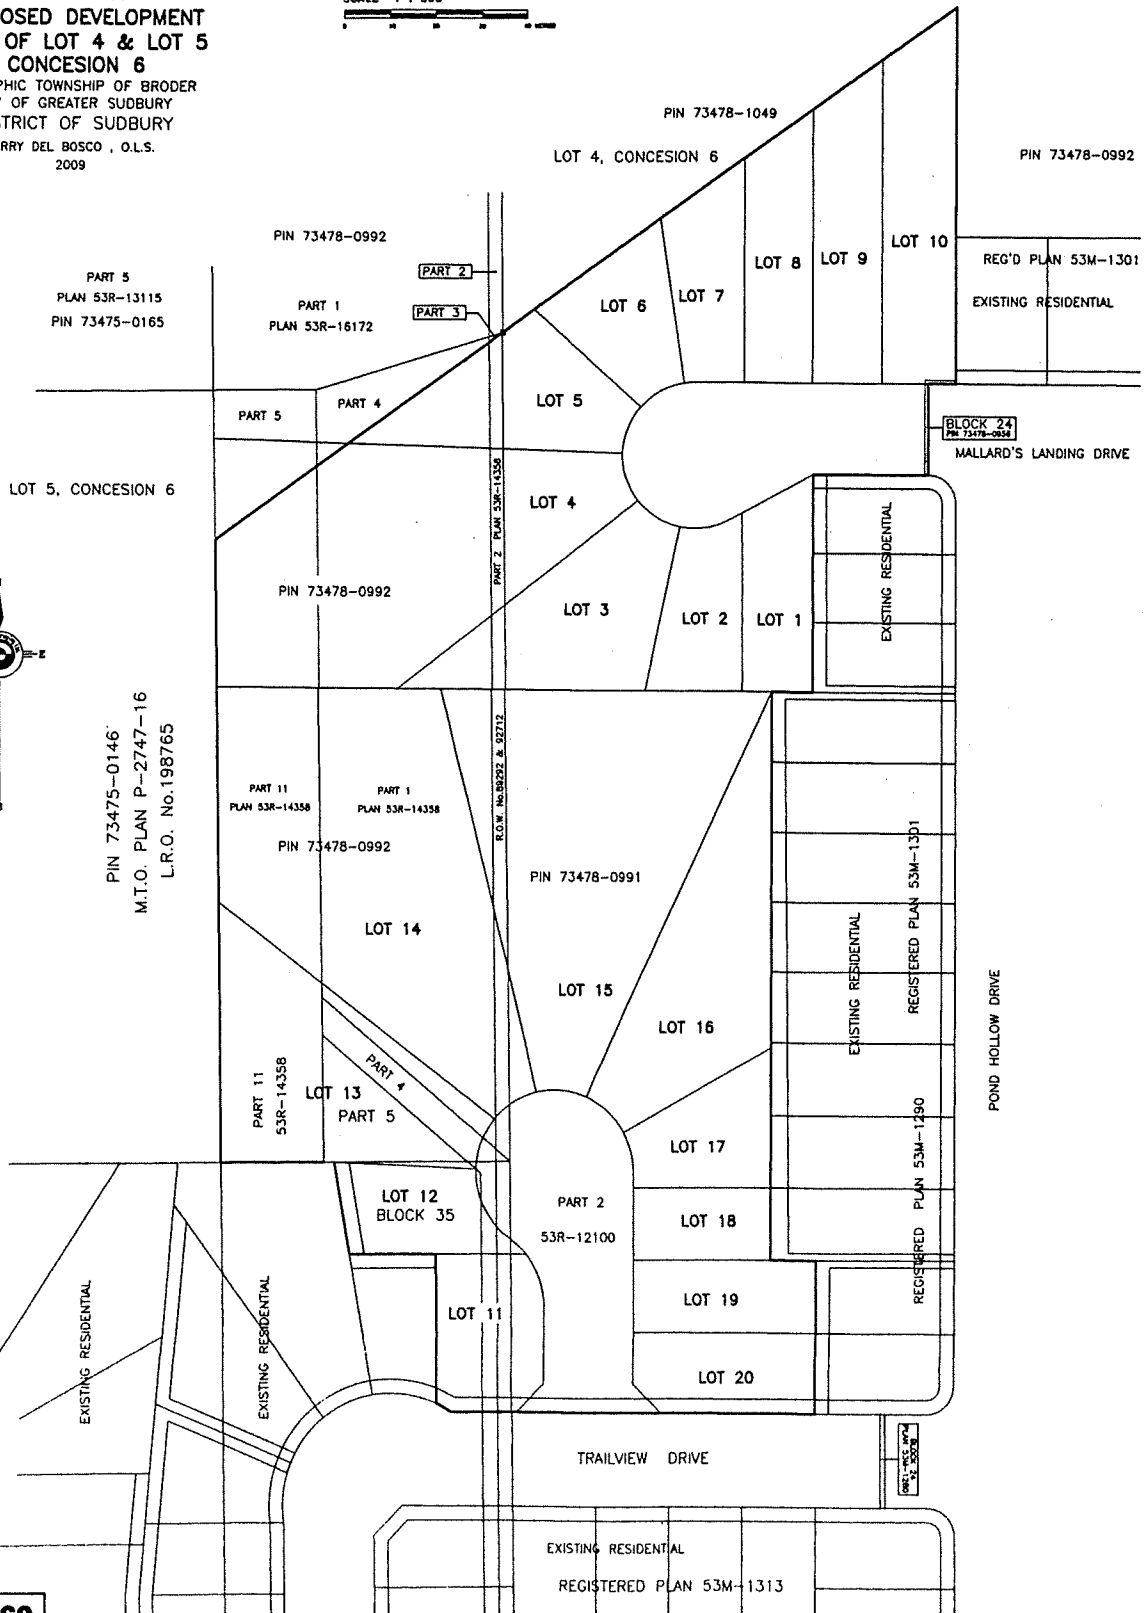 OSED DEVELOPMENT
OF LOT 4 & LOT 5
CONCESION 6
PHIC TOWNSHIP OF BRODER
Y OF GREATER SUDBURY
STRICT OF SUDBURY
RRY DEL BOSCO , O.L.S.
2009
PIN 73478-1049
LOT 4, CONCESION 6
PIN 73478-0992
PIN 73478-0992
PART 5
PLAN 53R-13115
PIN 73475-0165
PART 1
PLAN 53R-16172
PART 2
PART 3
LOT 10
LOT 9
LOT 8
LOT 7
LOT 6
REG'D PLAN 53M-1301
EXISTING RESIDENTIAL
PART 5
PART 4
LOT 5
BLOCK 24
MALLARD'S LANDING DRIVE
LOT 5, CONCESION 6
LOT 4
PART 2 PLAN 53R-14358
EXISTING RESIDENTIAL
PIN 73478-0992
LOT 3
LOT 2
LOT 1
E
PIN 73475-0146
M.T.O. PLAN P-2747-16
L.R.O. No.198765
R.O.W. No.89292 & 92712
PART 11
PLAN 53R-14358
PART 1
PLAN 53R-14358
PIN 73478-0992
PIN 73478-0991
LOT 14
LOT 15
LOT 16
EXISTING RESIDENTIAL
REGISTERED PLAN 53M-1301
POND HOLLOW DRIVE
PART 11
53R-14358
LOT 13
PART 4
PART 5
LOT 17
REGISTERED PLAN 53M-1290
LOT 12
BLOCK 35
PART 2
53R-12100
LOT 18
LOT 19
LOT 11
LOT 20
EXISTING RESIDENTIAL
EXISTING RESIDENTIAL
TRAILVIEW DRIVE
BLOCK 24
PLAN 53M-1290
EXISTING RESIDENTIAL
REGISTERED PLAN 53M-1313